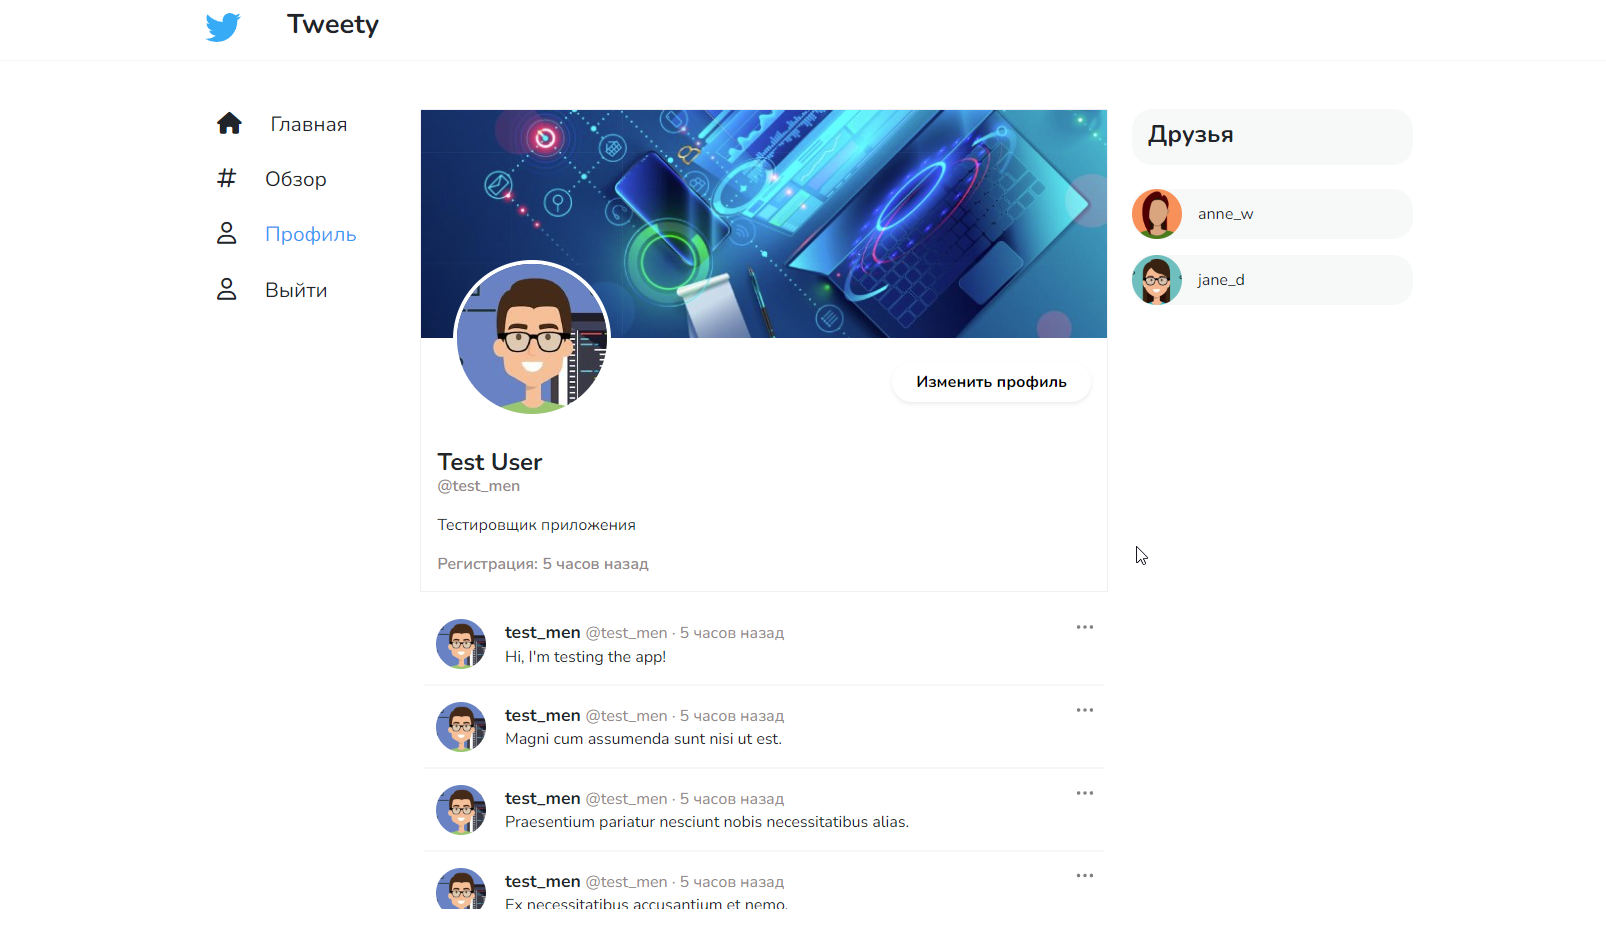 Tweety
Главная
Обзор
Профиль
Выйти
Изменить профиль
Test User
@test_men
Тестировщик приложения
Регистрация: 5 часов назад
test_men @test_men · 5 часов назад
Hi, I'm testing the app!
test_men @test_men · 5 часов назад
Magni cum assumenda sunt nisi ut est.
test_men @test_men · 5 часов назад
Praesentium pariatur nesciunt nobis necessitatibus alias.
test_men @test_men · 5 часов назад
Ex necessitatibus accusantium et nemo.
Друзья
anne_w
jane_d